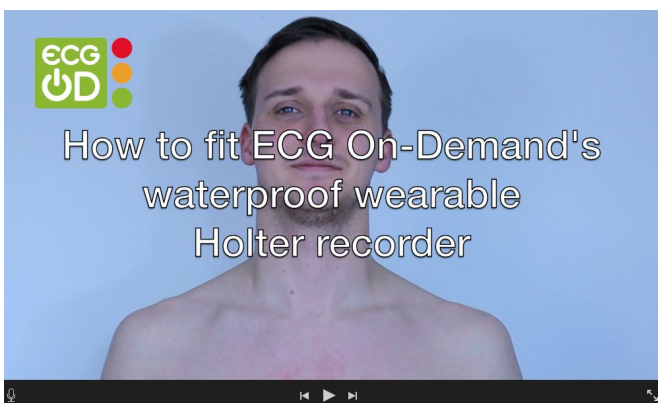 ECG
OD
How to fit ECG On-Demand's
waterproof wearable
Holter recorder